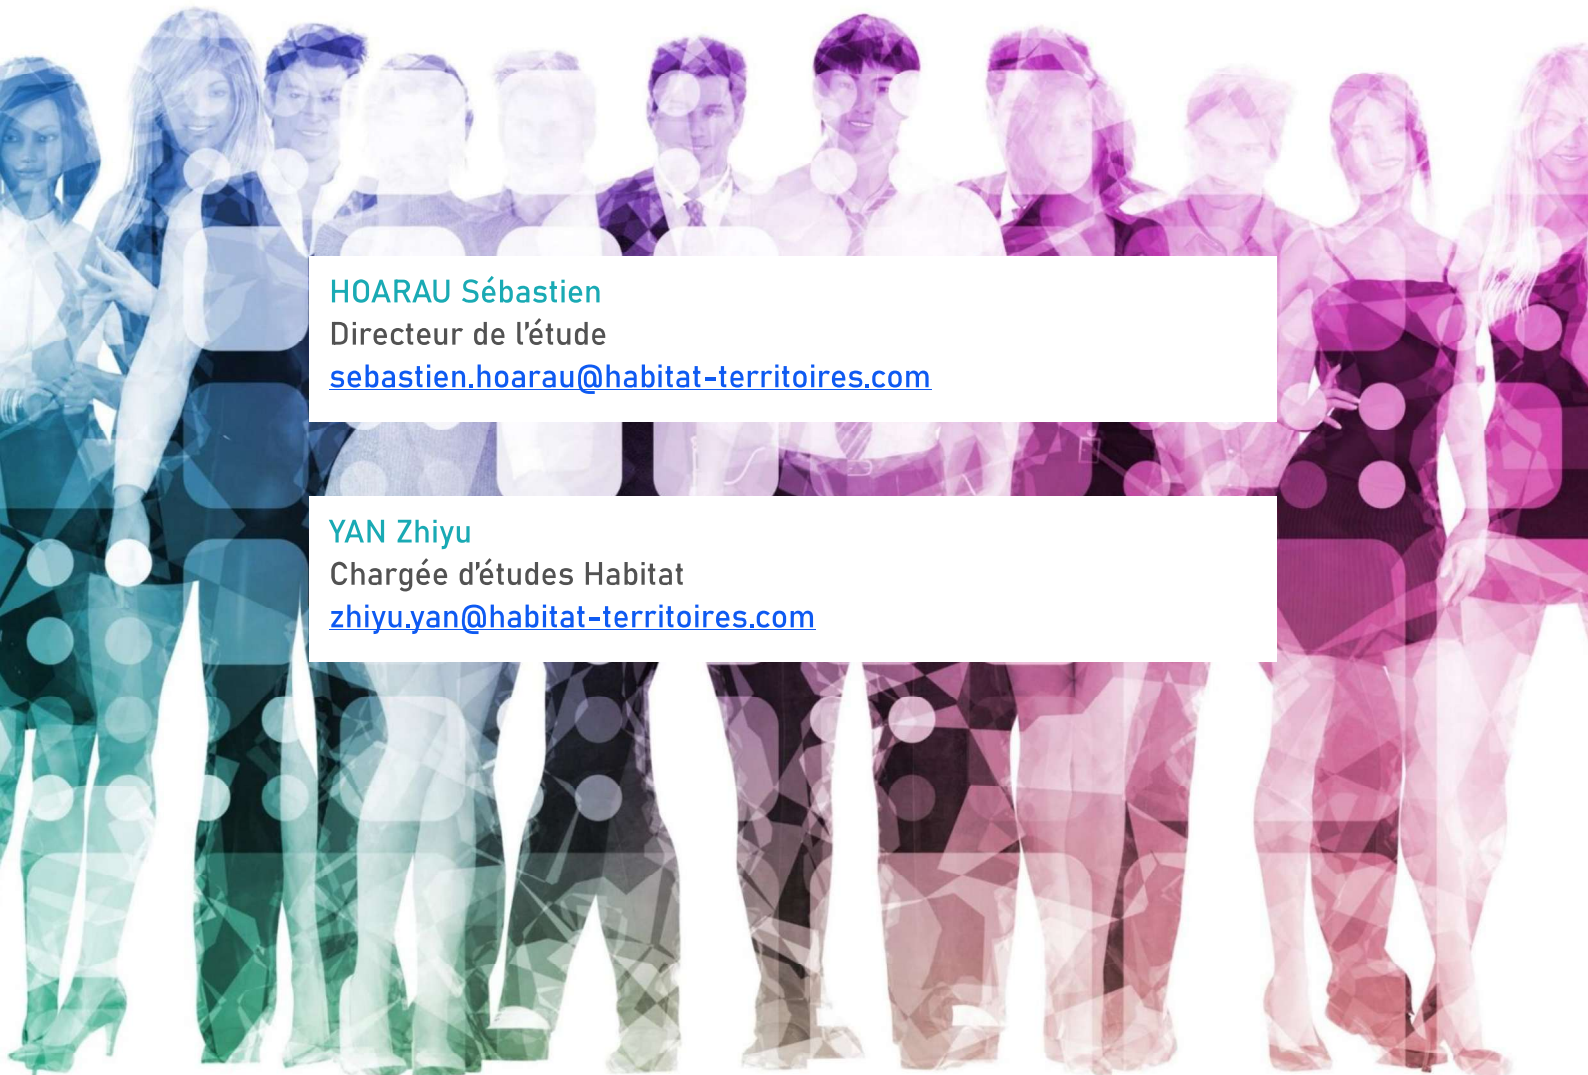 HOARAU Sébastien
Directeur de l’étude
sebastien.hoarau@habitat-territoires.com
YAN Zhiyu
Chargée d’études Habitat
zhiyu.yan@habitat-territoires.com